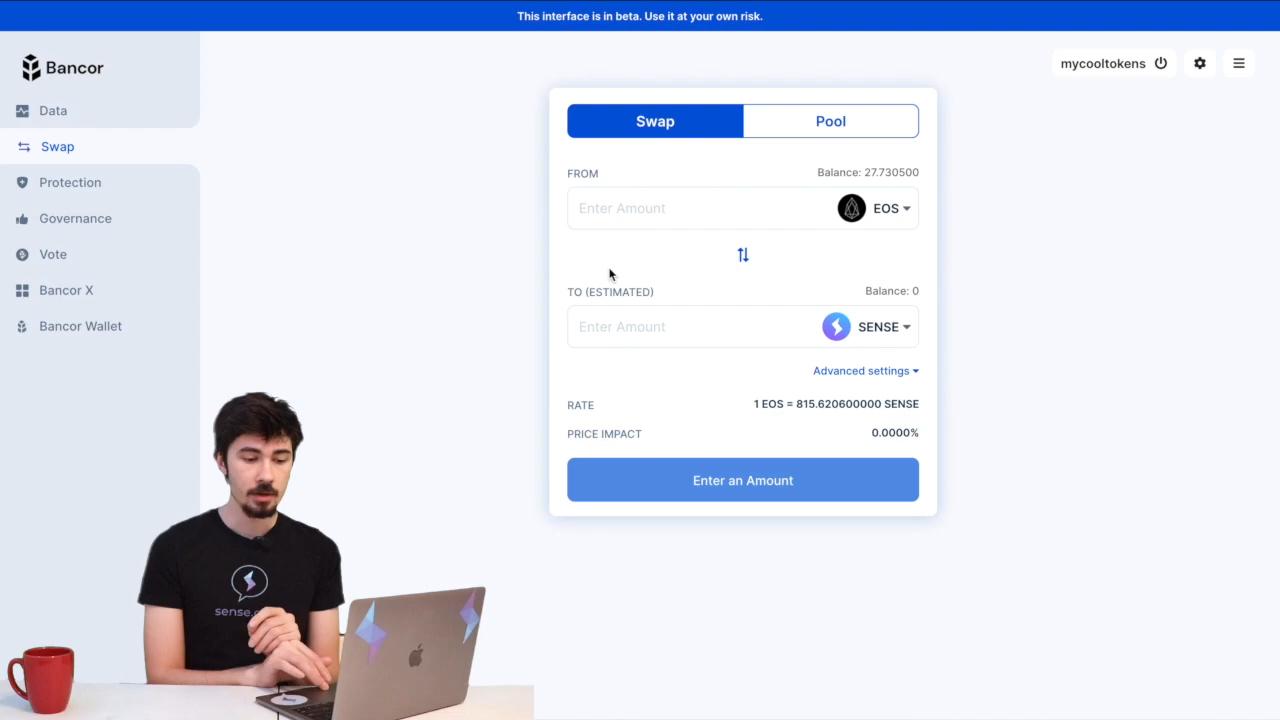 This interface is in beta. Use it at your own risk.
Bancor
mycooltokens
Data
Swap
Protection
Governance
Vote
Bancor X
Bancor Wallet
Swap
Pool
FROM
Balance: 27.730500
Enter Amount
EOS
TO (ESTIMATED)
Balance: 0
Enter Amount
SENSE
Advanced settings
RATE
1 EOS = 815.620600000 SENSE
PRICE IMPACT
0.0000%
Enter an Amount
sense.